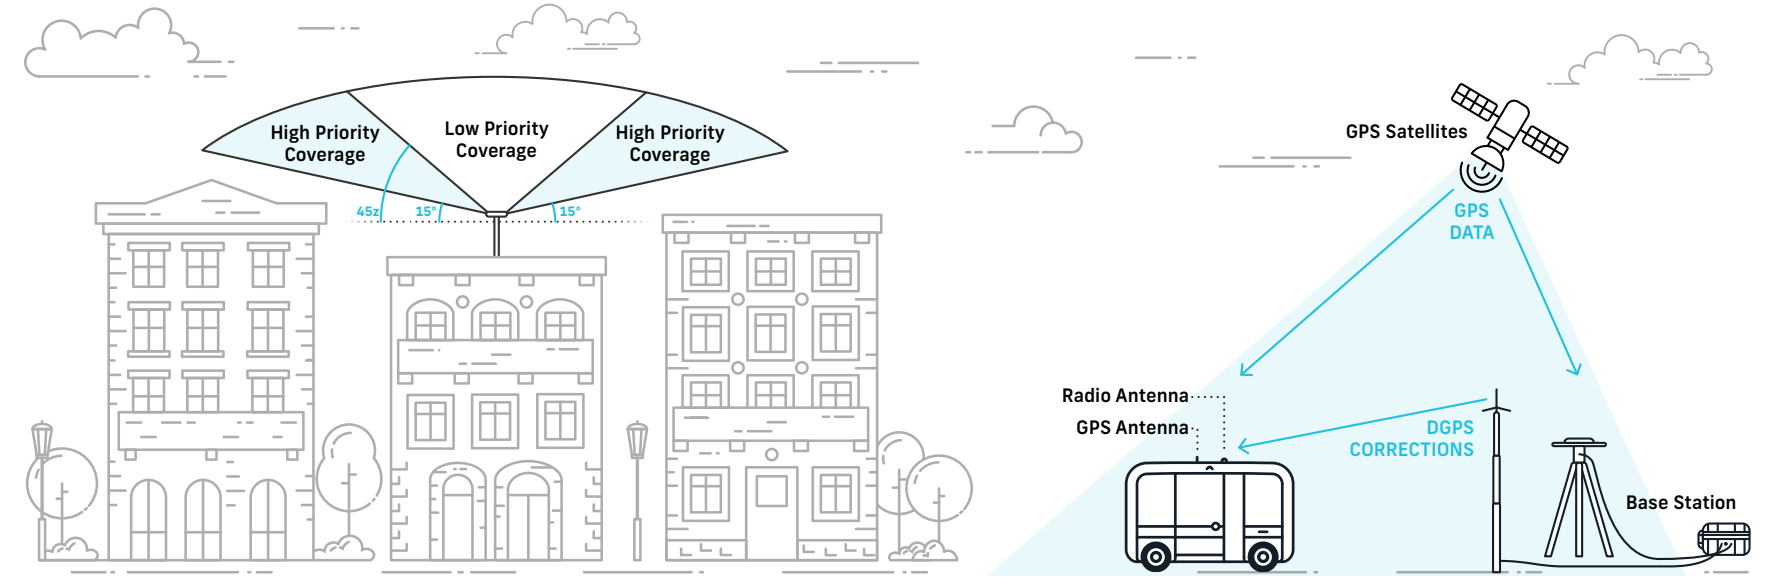 High Priority
Coverage
Low Priority
Coverage
High Priority
Coverage
45z
15°
15°
GPS Satellites
GPS
DATA
Radio Antenna
GPS Antenna
DGPS
CORRECTIONS
Base Station